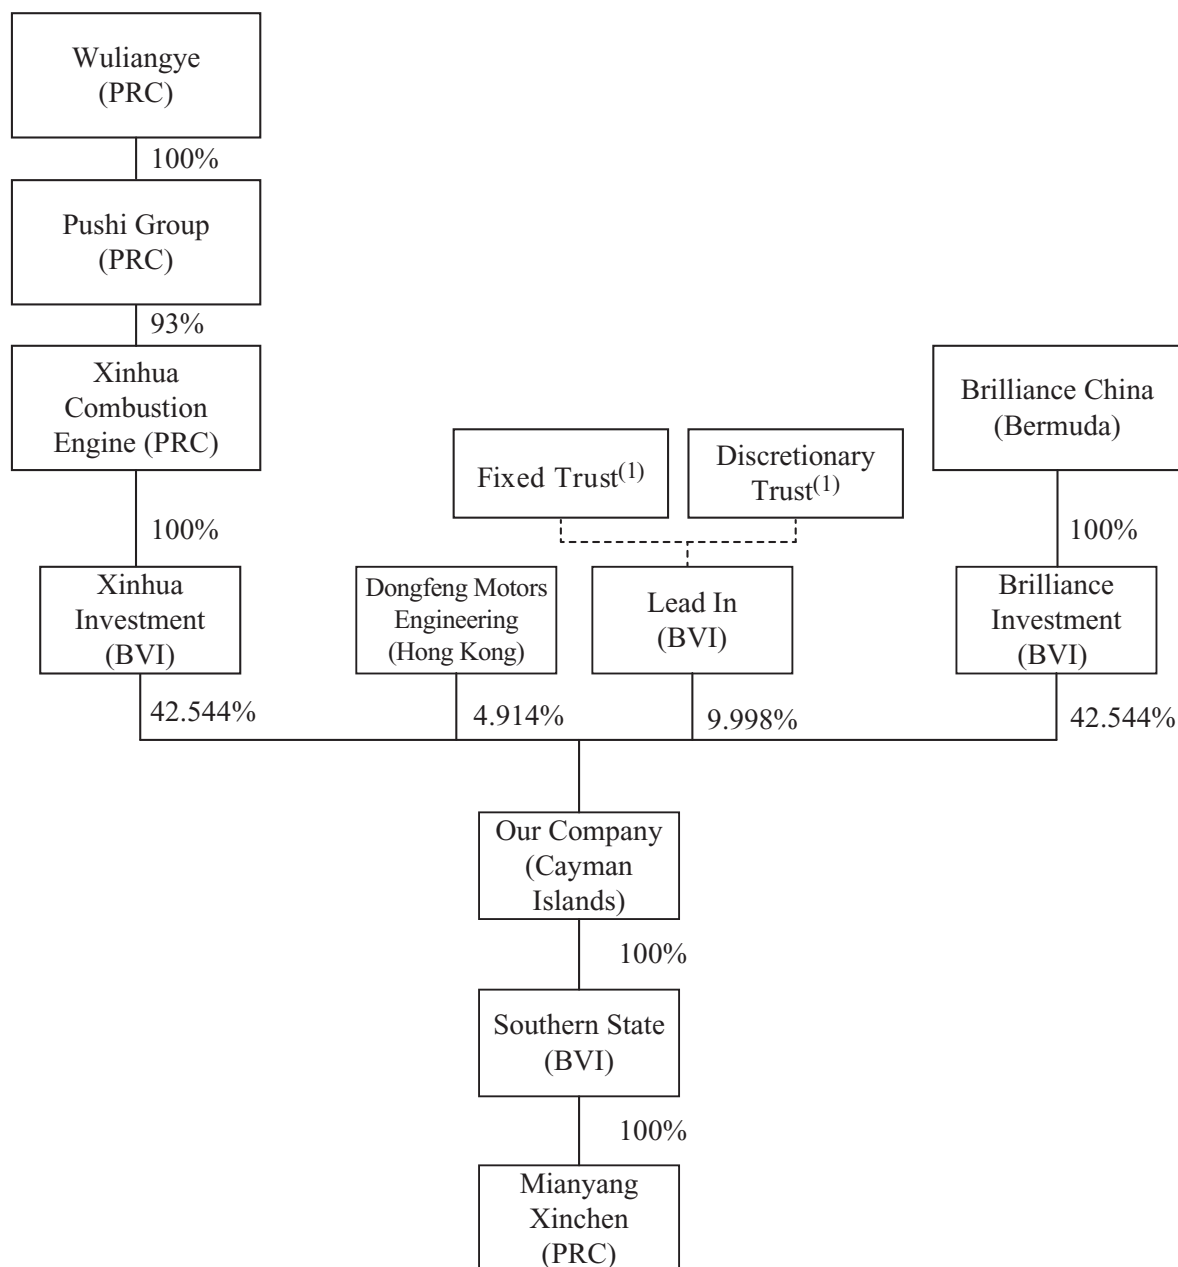 Wuliangye
(PRC)
100%
Pushi Group
(PRC)
93%
Xinhua
Combustion
Engine (PRC)
Brilliance China
(Bermuda)
Fixed Trust(1)
Discretionary
Trust(1)
100%
100%
Xinhua
Investment
(BVI)
Dongfeng Motors
Engineering
(Hong Kong)
Lead In
(BVI)
Brilliance
Investment
(BVI)
42.544%
4.914%
9.998%
42.544%
Our Company
(Cayman
Islands)
100%
Southern State
(BVI)
100%
Mianyang
Xinchen
(PRC)